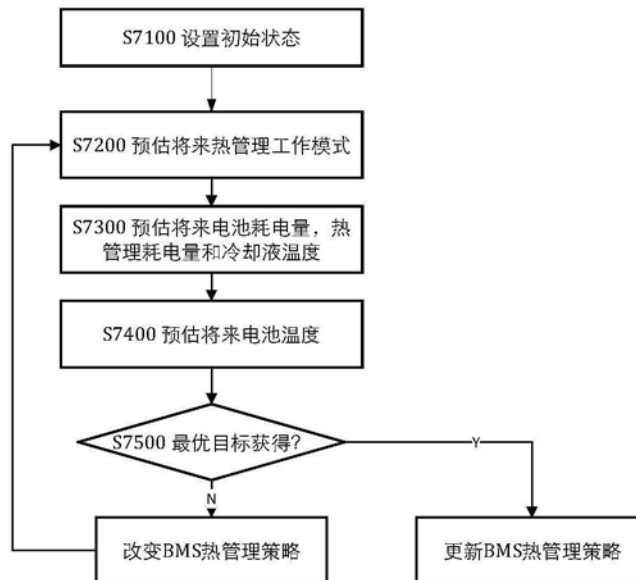 S7100 设置初始状态
S7200 预估将来热管理工作模式
S7300 预估将来电池耗电量，热
管理耗电量和冷却液温度
S7400 预估将来电池温度
S7500 最优目标获得？
Y
N
改变BMS热管理策略
更新BMS热管理策略